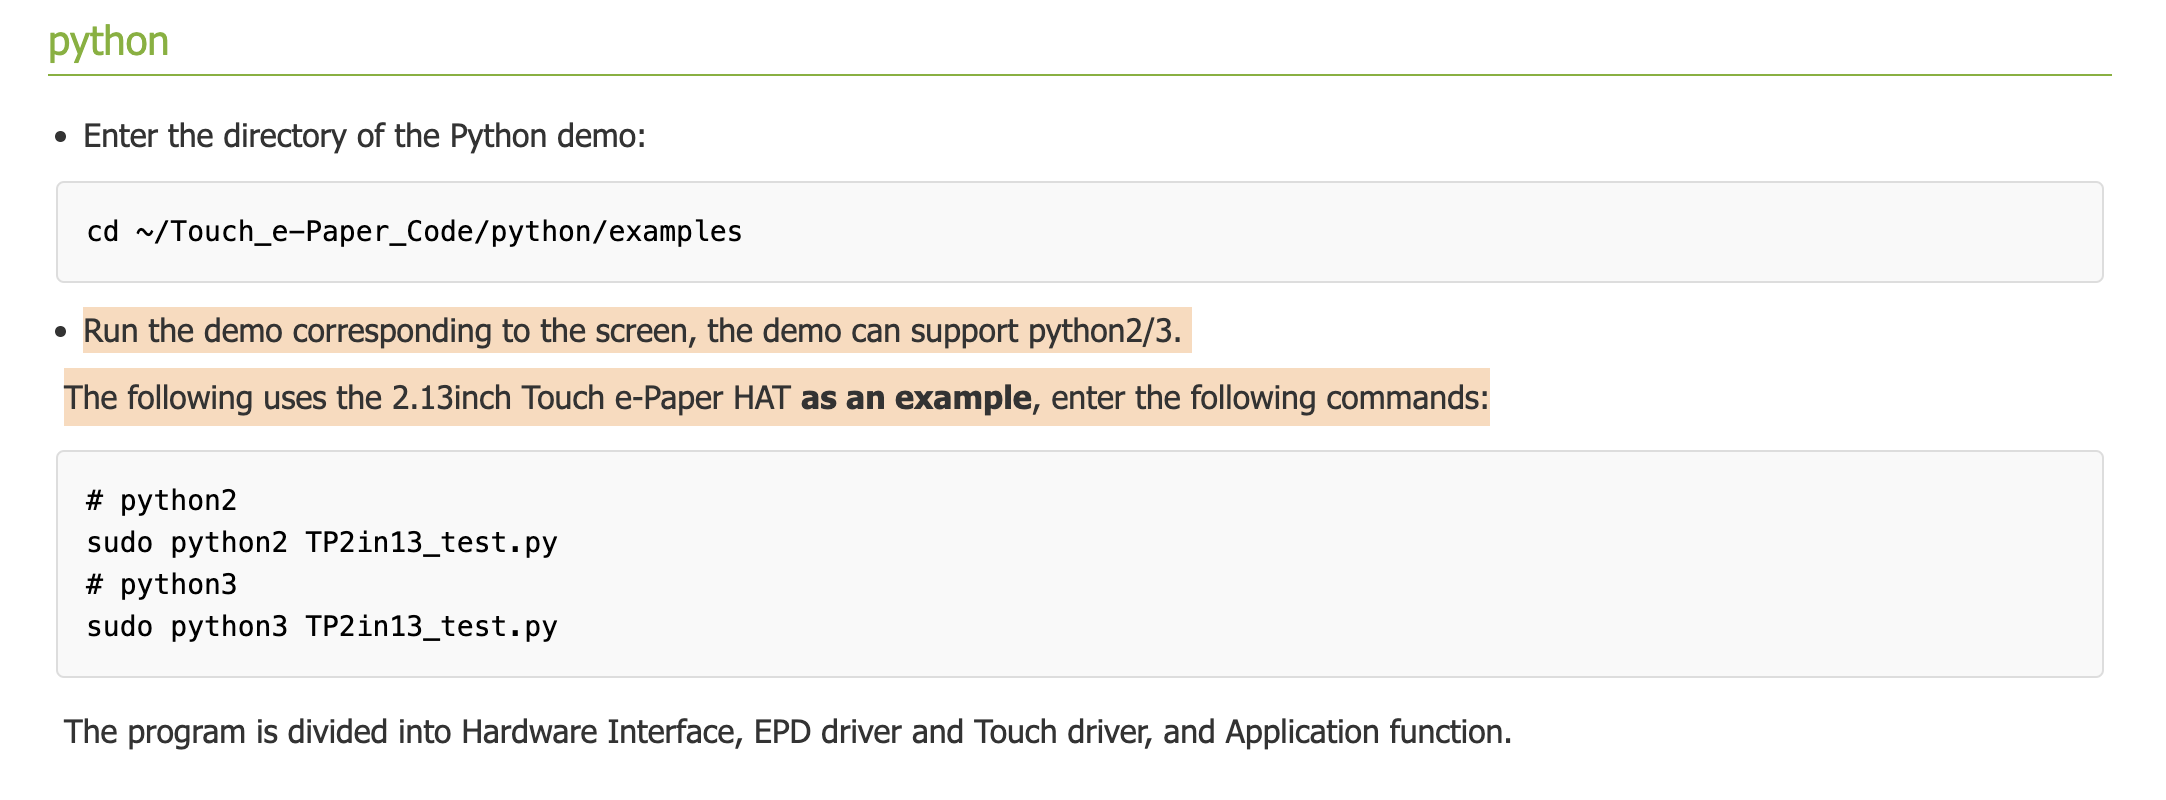 python
• Enter the directory of the Python demo:
cd ~/Touch_e-Paper_Code/python/examples
• Run the demo corresponding to the screen, the demo can support python2/3.
The following uses the 2.13inch Touch e-Paper HAT as an example, enter the following commands:
# python2
sudo python2 TP2in13_test.py
# python3
sudo python3 TP2in13_test.py
The program is divided into Hardware Interface, EPD driver and Touch driver, and Application function.